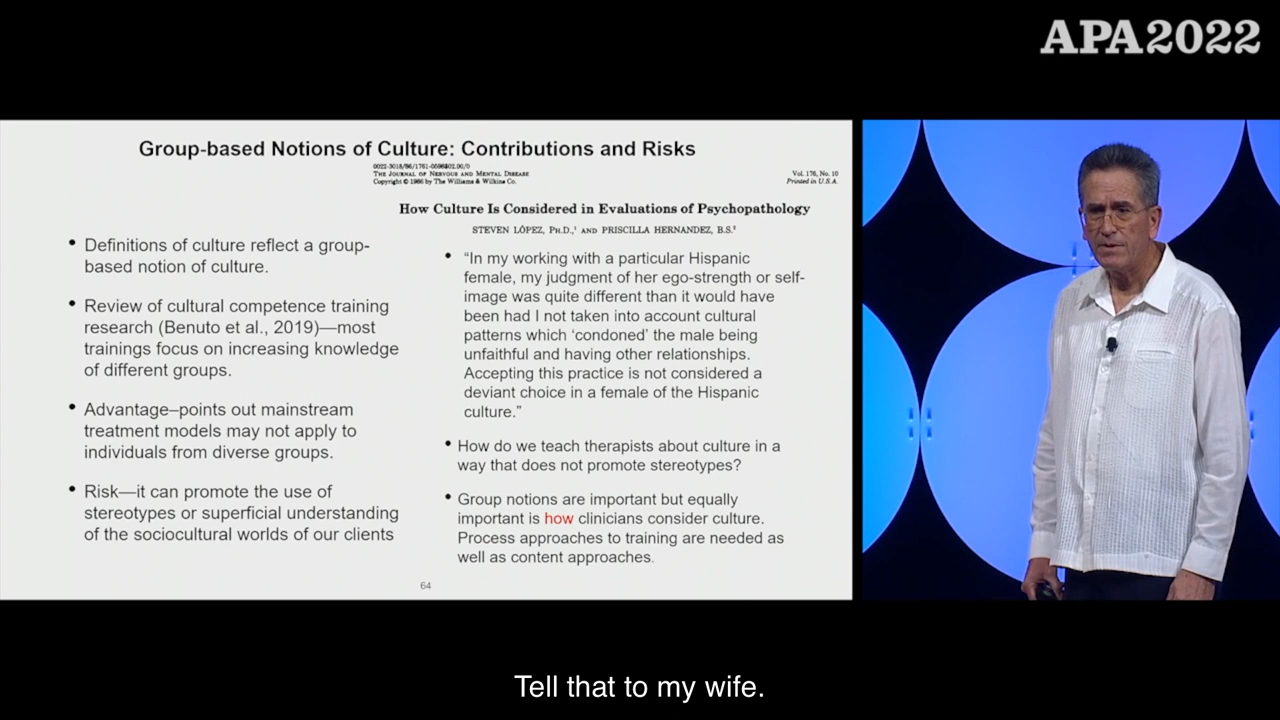 APA2022
Group-based Notions of Culture: Contributions and Risks
THE JOURNAL OF NERVOUS AND MENTAL DISEASE
Copyright © 1986 by The Williams & Wilkins Co.
Vol. 176, No. 10
Printed in U.S.A.
How Culture Is Considered in Evaluations of Psychopathology
STEVEN LÓPEZ, PH.D.,¹ AND PRISCILLA HERNANDEZ, B.S.²
• Definitions of culture reflect a group-
based notion of culture.
• Review of cultural competence training
research (Benuto et al., 2019)—most
trainings focus on increasing knowledge
of different groups.
• Advantage–points out mainstream
treatment models may not apply to
individuals from diverse groups.
• Risk—it can promote the use of
stereotypes or superficial understanding
of the sociocultural worlds of our clients
• “In my working with a particular Hispanic
female, my judgment of her ego-strength or self-
image was quite different than it would have
been had I not taken into account cultural
patterns which ‘condoned’ the male being
unfaithful and having other relationships.
Accepting this practice is not considered a
deviant choice in a female of the Hispanic
culture.”
• How do we teach therapists about culture in a
way that does not promote stereotypes?
• Group notions are important but equally
important is how clinicians consider culture.
Process approaches to training are needed as
well as content approaches.
64
Tell that to my wife.